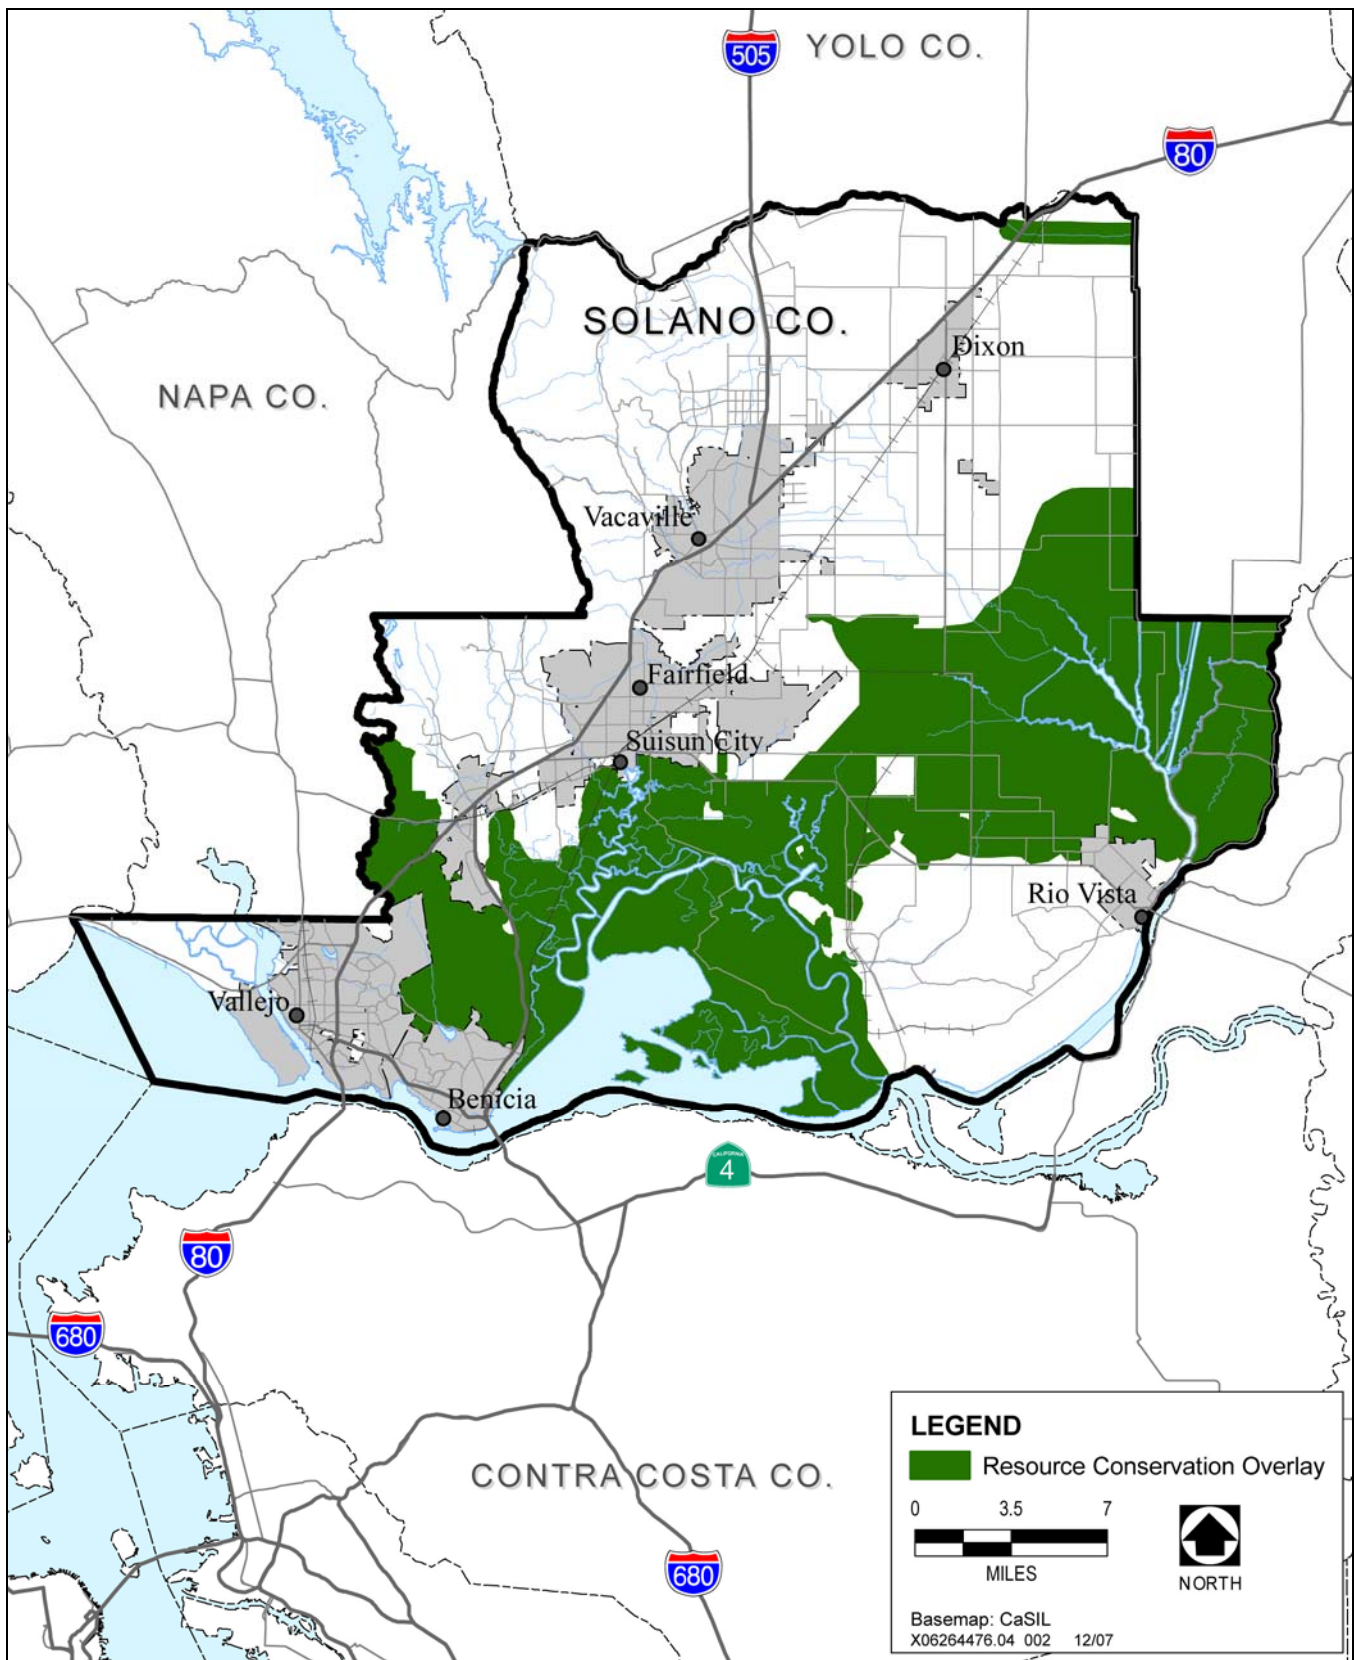 505
YOLO CO.
80
SOLANO CO.
Dixon
NAPA CO.
Vacaville
Fairfield
Suisun City
Rio Vista
Vallejo
Benicia
CALIFORNIA
4
80
680
LEGEND
Resource Conservation Overlay
CONTRA COSTA CO.
0 3.5 7
MILES
NORTH
680
Basemap: CaSIL
X06264476.04 002 12/07